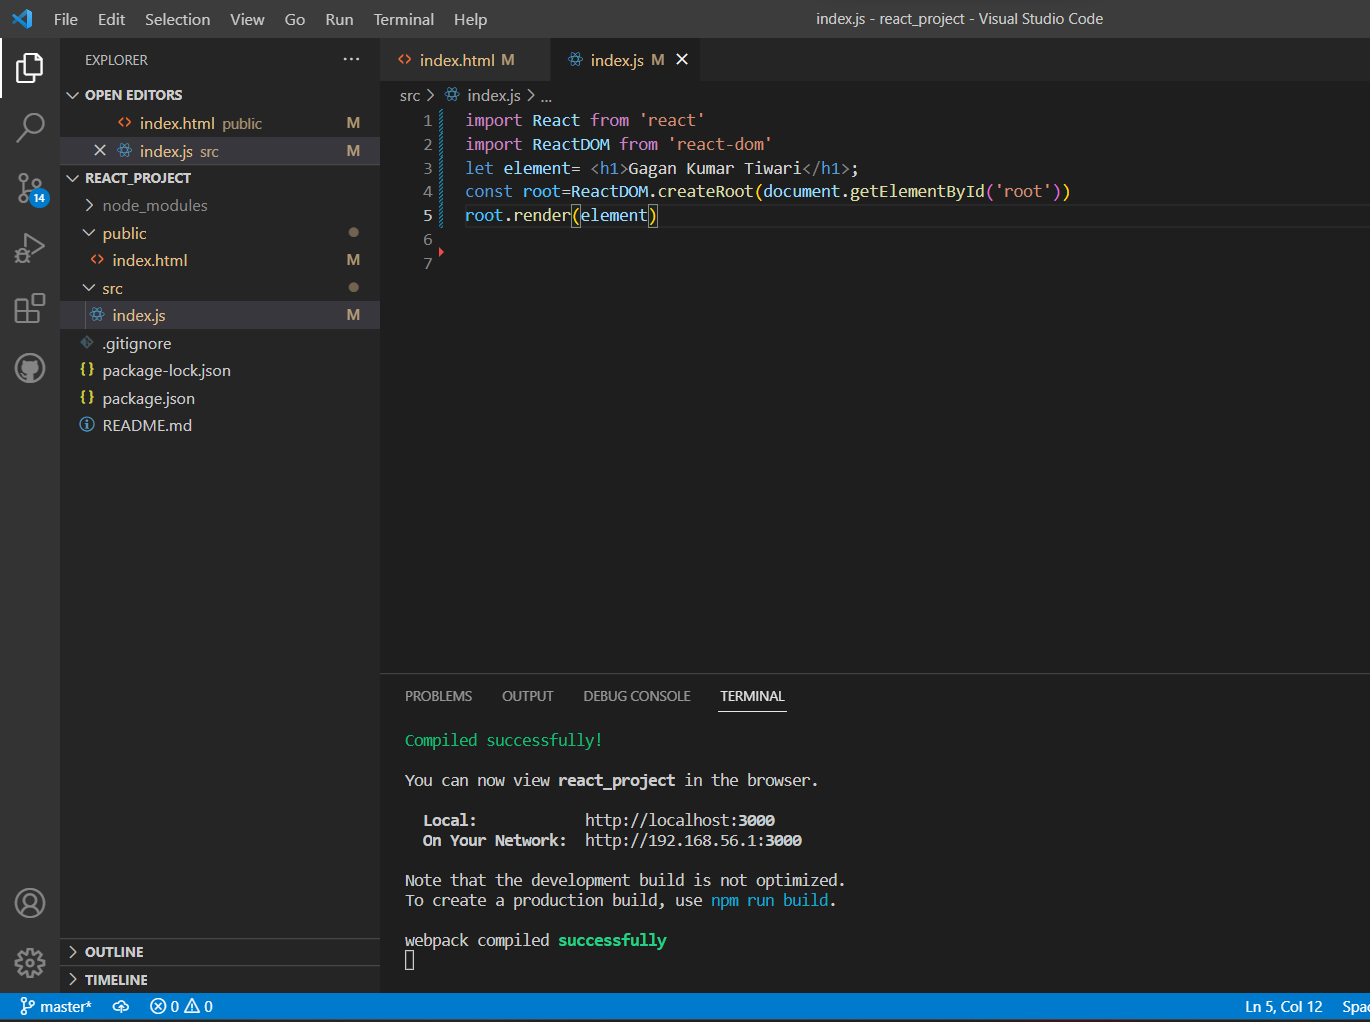 File Edit Selection View Go Run Terminal Help
index.js - react_project - Visual Studio Code
EXPLORER ...
OPEN EDITORS
index.html public M
index.js src M
REACT_PROJECT
node_modules
public
index.html M
src
index.js M
.gitignore
package-lock.json
package.json
README.md
OUTLINE
TIMELINE
14
index.html M
index.js M
src > index.js > ...
1 import React from 'react'
2 import ReactDOM from 'react-dom'
3 let element= <h1>Gagan Kumar Tiwari</h1>;
4 const root=ReactDOM.createRoot(document.getElementById('root'))
5 root.render(element)
6
7
PROBLEMS OUTPUT DEBUG CONSOLE TERMINAL
Compiled successfully!
You can now view react_project in the browser.
Local: http://localhost:3000
On Your Network: http://192.168.56.1:3000
Note that the development build is not optimized.
To create a production build, use npm run build.
webpack compiled successfully
master* 0 0 Ln 5, Col 12 Spac